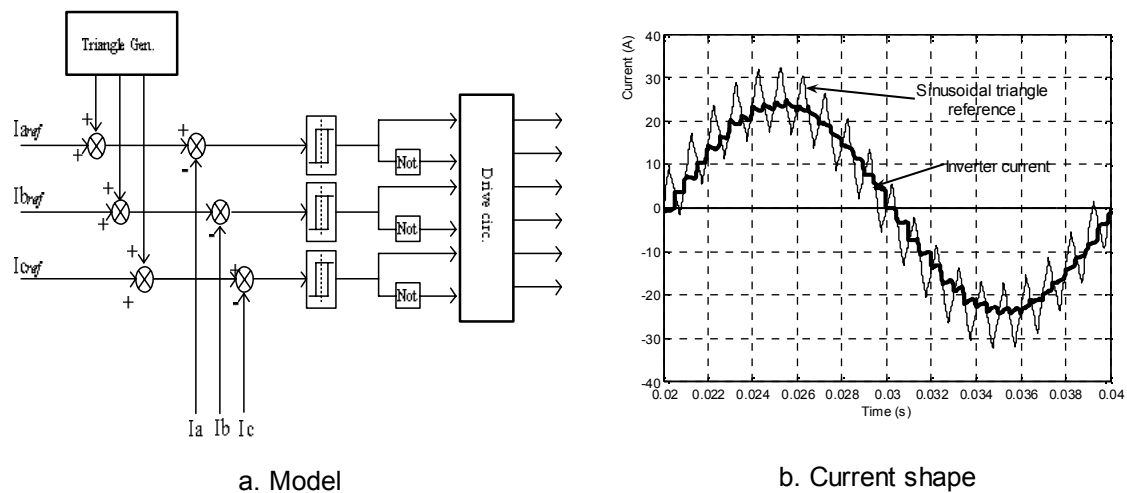 Triangle Gen.
+
+
Iaref
+
+
-
Not
+
Ibref
+
+
-
Not
+
Icref
+
+
-
Not
Drive circ.
Ia Ib Ic
a. Model
Current (A)
40
30
20
10
0
-10
-20
-30
-40
0.02 0.022 0.024 0.026 0.028 0.03 0.032 0.034 0.036 0.038 0.04
Time (s)
Sinusoidal triangle
reference
Inverter current
b. Current shape